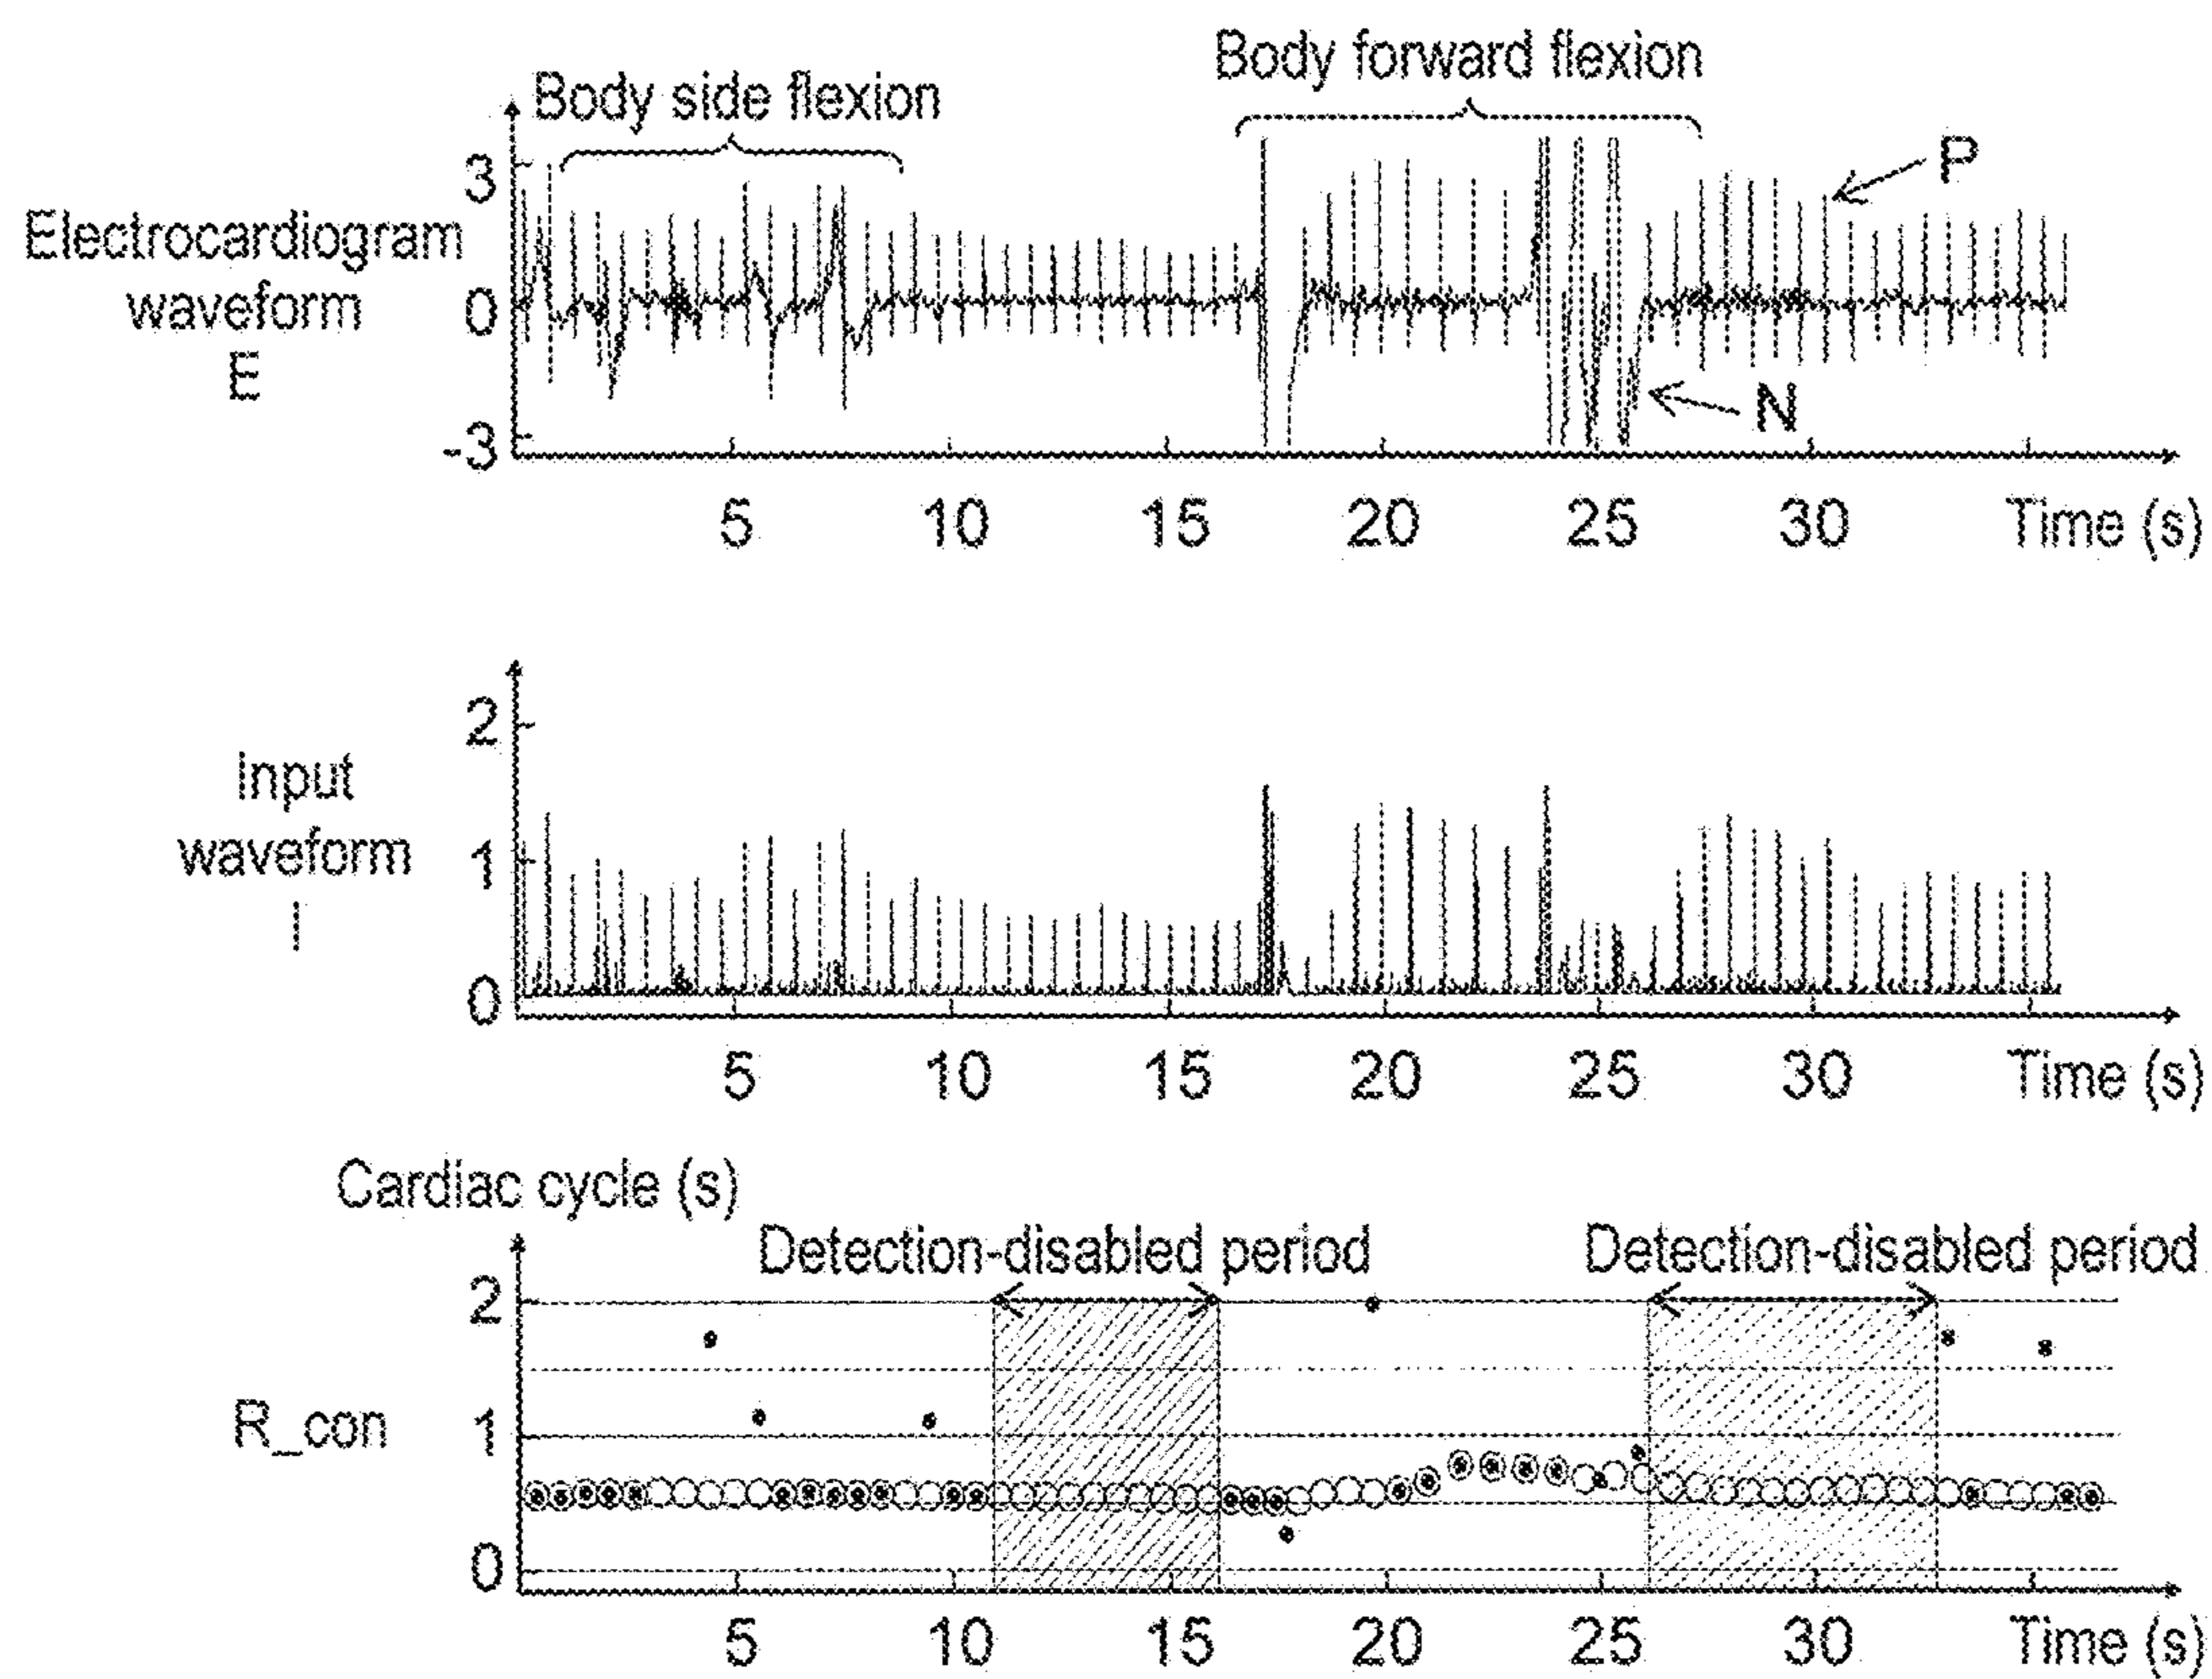 Body side flexion
Body forward flexion
P
3
Electrocardiogram
waveform
E
0
N
-3
5 10 15 20 25 30 Time (s)
2
Input
waveform
I
1
0
5 10 15 20 25 30 Time (s)
Cardiac cycle (s)
Detection-disabled period Detection-disabled period
2
R_con
1
0
5 10 15 20 25 30 Time (s)